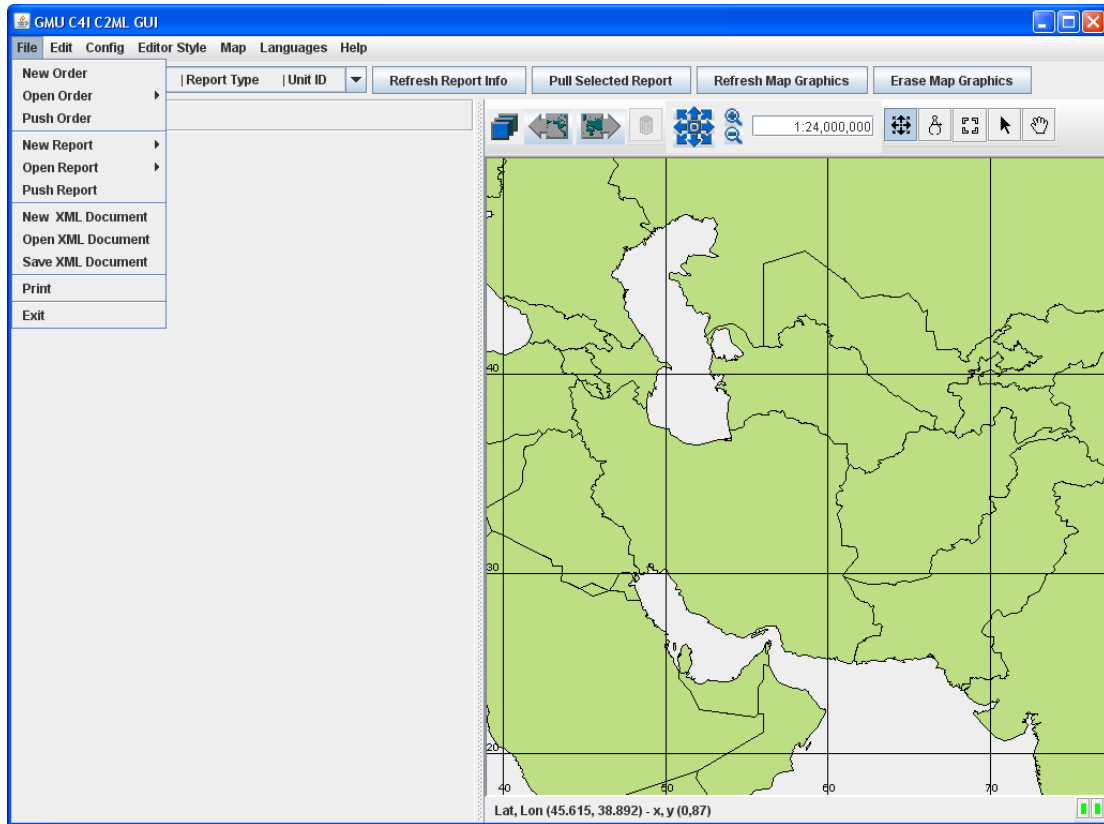 GMU C4I C2ML GUI
File Edit Config Editor Style Map Languages Help
New Order
Open Order
Push Order
New Report
Open Report
Push Report
New XML Document
Open XML Document
Save XML Document
Print
Exit
|Report Type |Unit ID
Refresh Report Info
Pull Selected Report
Refresh Map Graphics
Erase Map Graphics
1:24,000,000
40
30
20
40 50 60 70
Lat, Lon (45.615, 38.892) - x, y (0,87)